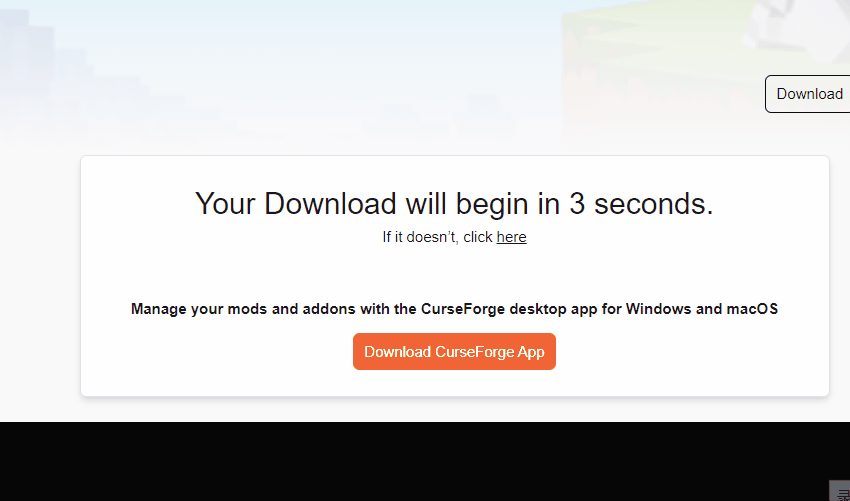 Download
Your Download will begin in 3 seconds.
If it doesn’t, click here
Manage your mods and addons with the CurseForge desktop app for Windows and macOS
Download CurseForge App